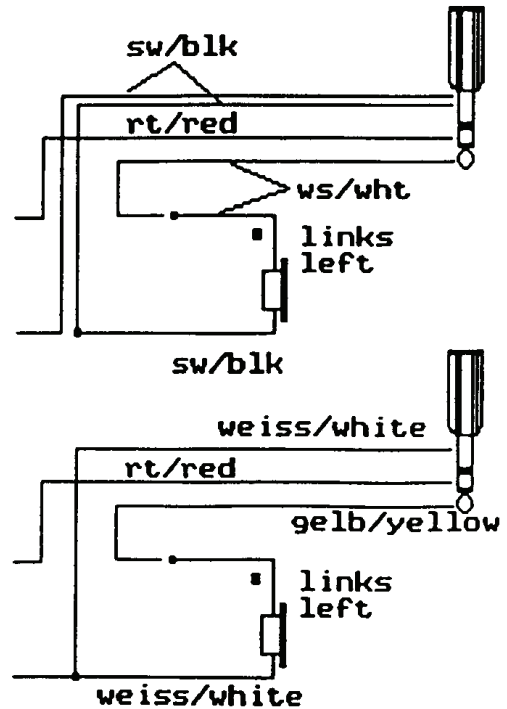 sw/blk
rt/red
ws/wht
links
left
sw/blk
weiss/white
rt/red
gelb/yellow
links
left
weiss/white